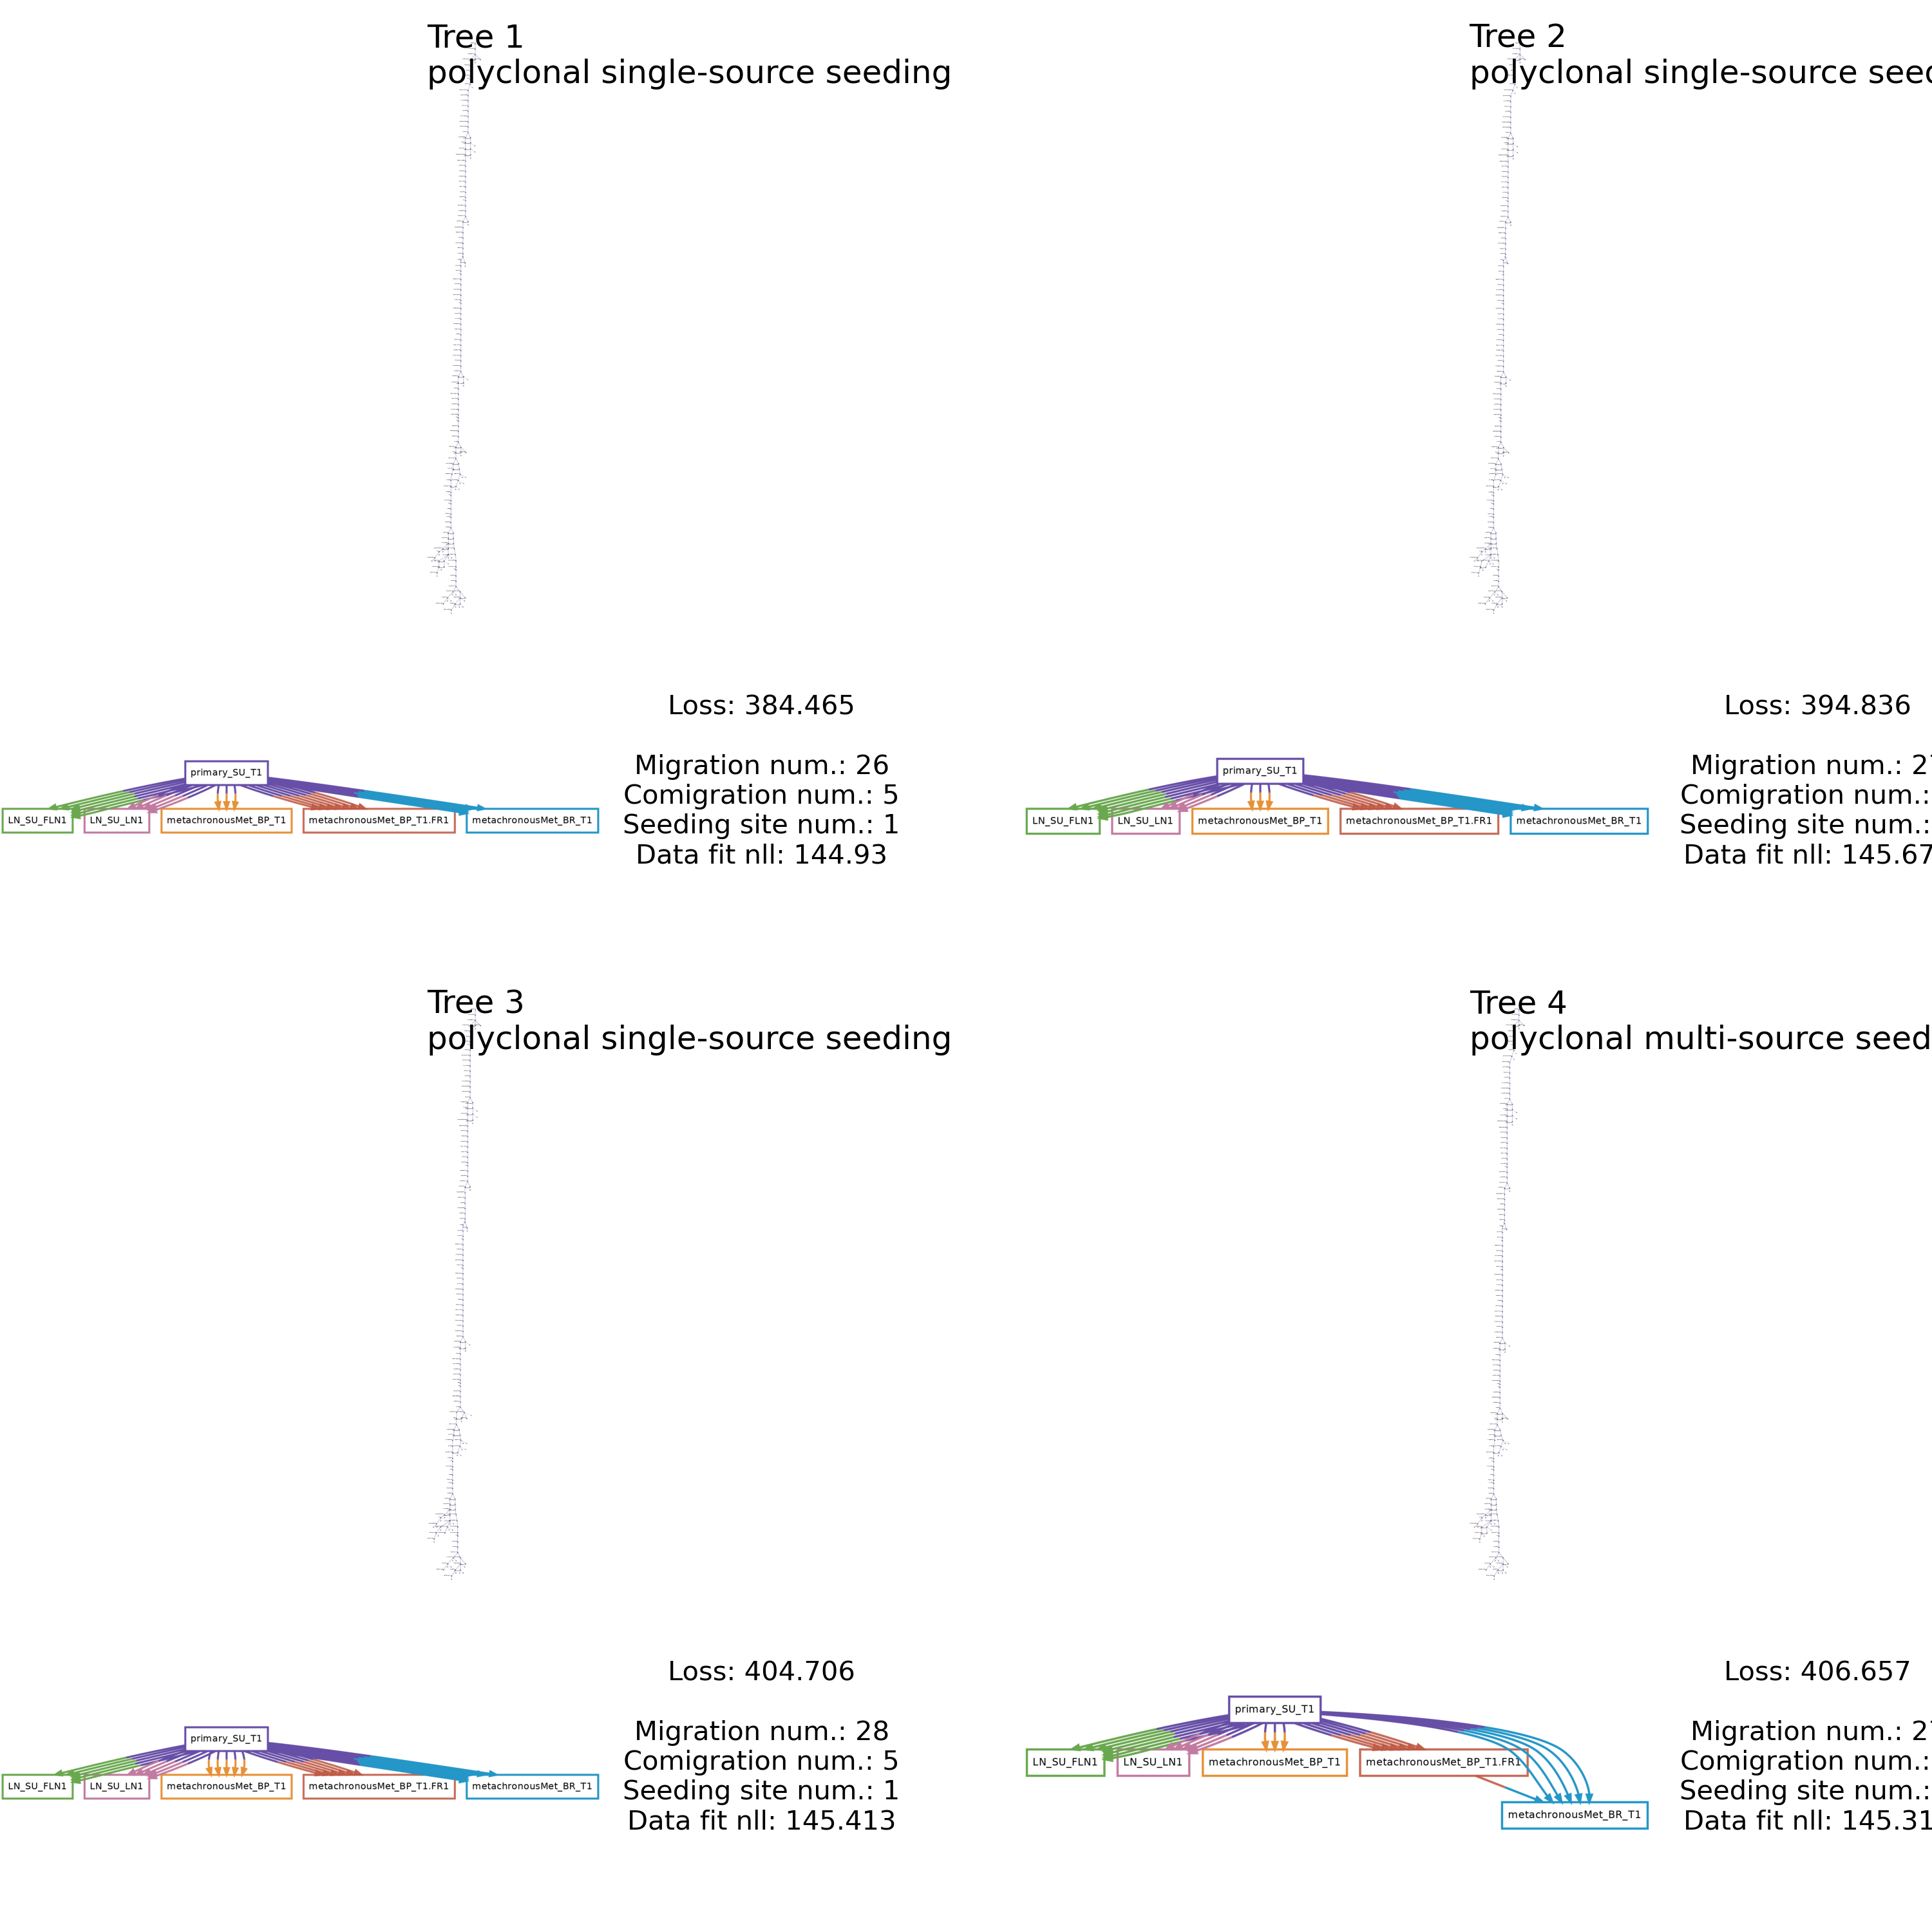 Tree 1
polyclonal single-source seeding
Loss: 384.465
primary_SU_T1
LN_SU_FLN1
LN_SU_LN1
metachronousMet_BP_T1
metachronousMet_BP_T1.FR1
metachronousMet_BR_T1
Migration num.: 26
Comigration num.: 5
Seeding site num.: 1
Data fit nll: 144.93
Tree 2
polyclonal single-source
Loss: 394.836
primary_SU_T1
LN_SU_FLN1
LN_SU_LN1
metachronousMet_BP_T1
metachronousMet_BP_T1.FR1
metachronousMet_BR_T1
Migration num.:
Comigration num.:
Seeding site num.:
Data fit nll: 145.67
Tree 3
polyclonal single-source seeding
Loss: 404.706
primary_SU_T1
LN_SU_FLN1
LN_SU_LN1
metachronousMet_BP_T1
metachronousMet_BP_T1.FR1
metachronousMet_BR_T1
Migration num.: 28
Comigration num.: 5
Seeding site num.: 1
Data fit nll: 145.413
Tree 4
polyclonal multi-source seed
Loss: 406.657
primary_SU_T1
LN_SU_FLN1
LN_SU_LN1
metachronousMet_BP_T1
metachronousMet_BP_T1.FR1
metachronousMet_BR_T1
Migration num.:
Comigration num.:
Seeding site num.:
Data fit nll: 145.31